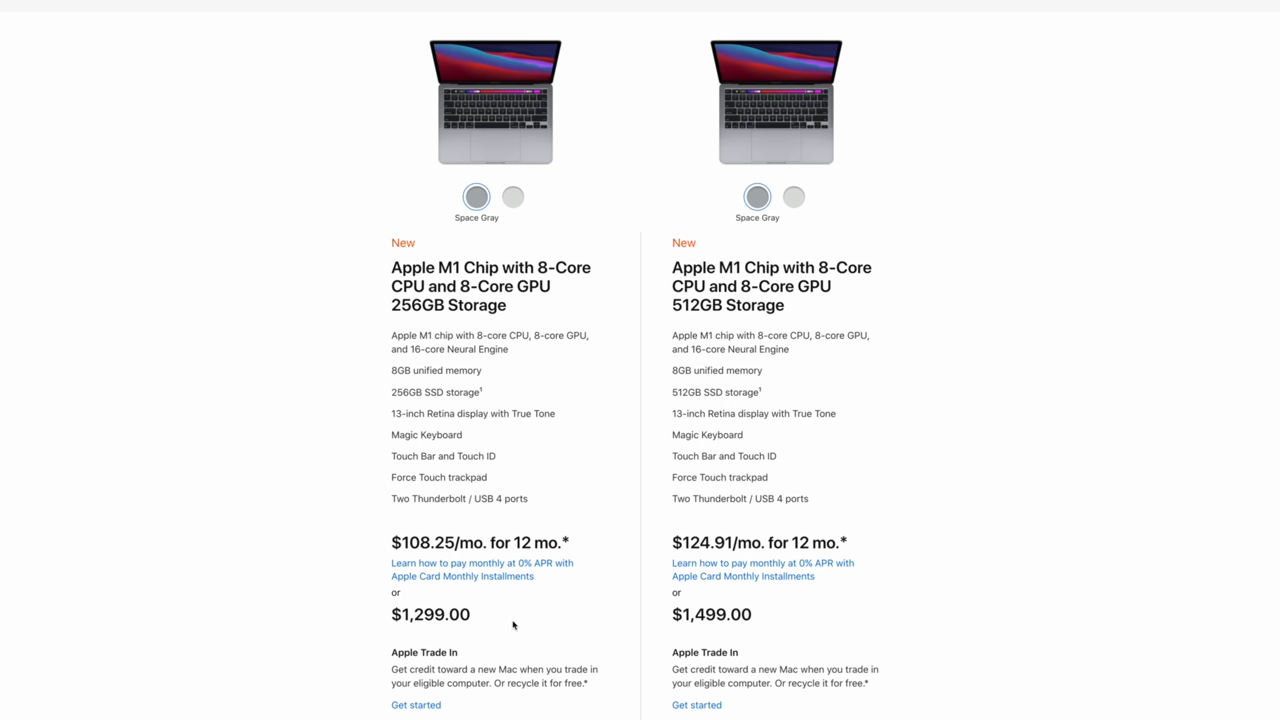 Space Gray
New
Apple M1 Chip with 8-Core
CPU and 8-Core GPU
256GB Storage
Apple M1 chip with 8-core CPU, 8-core GPU,
and 16-core Neural Engine
8GB unified memory
256GB SSD storage¹
13-inch Retina display with True Tone
Magic Keyboard
Touch Bar and Touch ID
Force Touch trackpad
Two Thunderbolt / USB 4 ports
$108.25/mo. for 12 mo.*
Learn how to pay monthly at 0% APR with
Apple Card Monthly Installments
or
$1,299.00
Apple Trade In
Get credit toward a new Mac when you trade in
your eligible computer. Or recycle it for free.*
Get started
Space Gray
New
Apple M1 Chip with 8-Core
CPU and 8-Core GPU
512GB Storage
Apple M1 chip with 8-core CPU, 8-core GPU,
and 16-core Neural Engine
8GB unified memory
512GB SSD storage¹
13-inch Retina display with True Tone
Magic Keyboard
Touch Bar and Touch ID
Force Touch trackpad
Two Thunderbolt / USB 4 ports
$124.91/mo. for 12 mo.*
Learn how to pay monthly at 0% APR with
Apple Card Monthly Installments
or
$1,499.00
Apple Trade In
Get credit toward a new Mac when you trade in
your eligible computer. Or recycle it for free.*
Get started